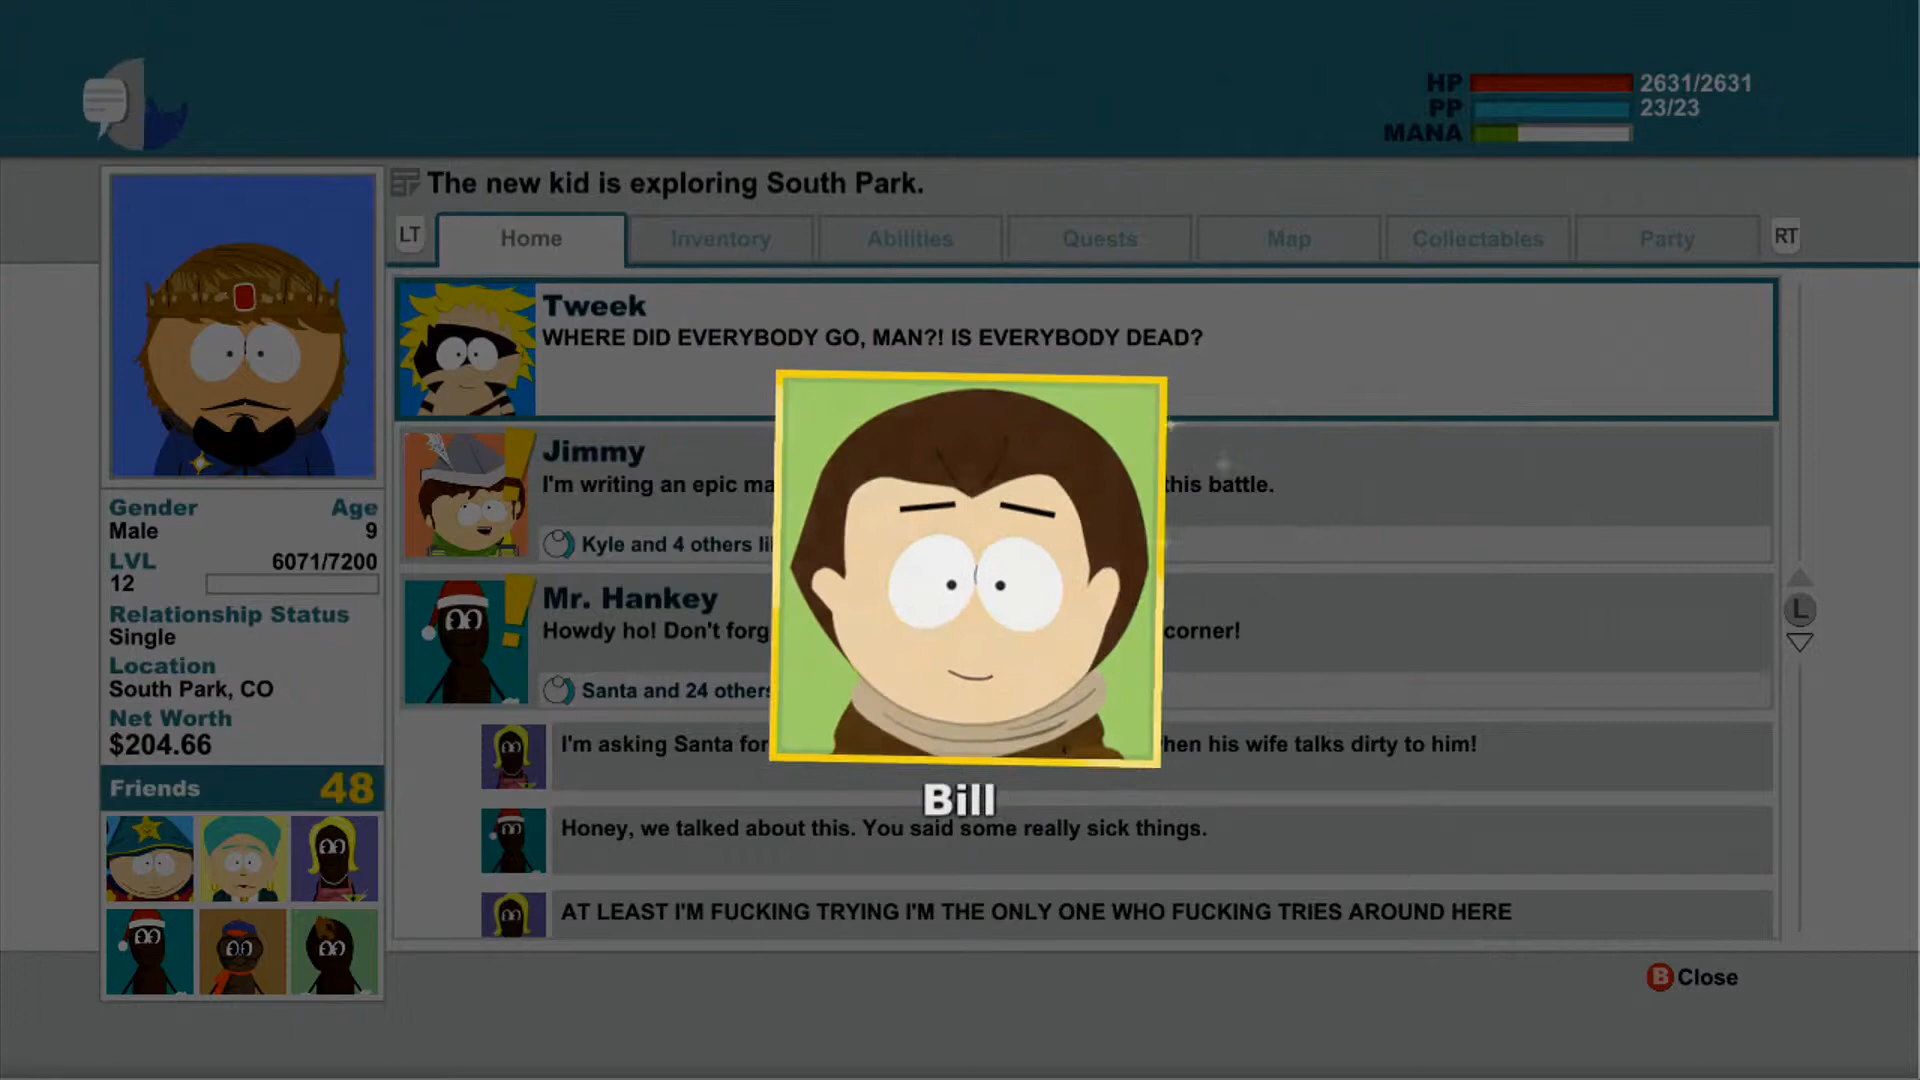 HP 2631/2631
PP 23/23
MANA
The new kid is exploring South Park.
LT Home Inventory Abilities Quests Map Collectables Party RT
Tweek
WHERE DID EVERYBODY GO, MAN?! IS EVERYBODY DEAD?
Jimmy
I'm writing an epic this battle.
Kyle and 4 others
Mr. Hankey
Howdy ho! Don't corner!
Santa and 24 others
I'm asking Santa for his wife talks dirty to him!
Honey, we talked about this. You said some really sick things.
AT LEAST I'M FUCKING TRYING I'M THE ONLY ONE WHO FUCKING TRIES AROUND HERE
Bill
Gender Age
Male 9
LVL 6071/7200
12
Relationship Status
Single
Location
South Park, CO
Net Worth
$204.66
Friends 48
L
B Close